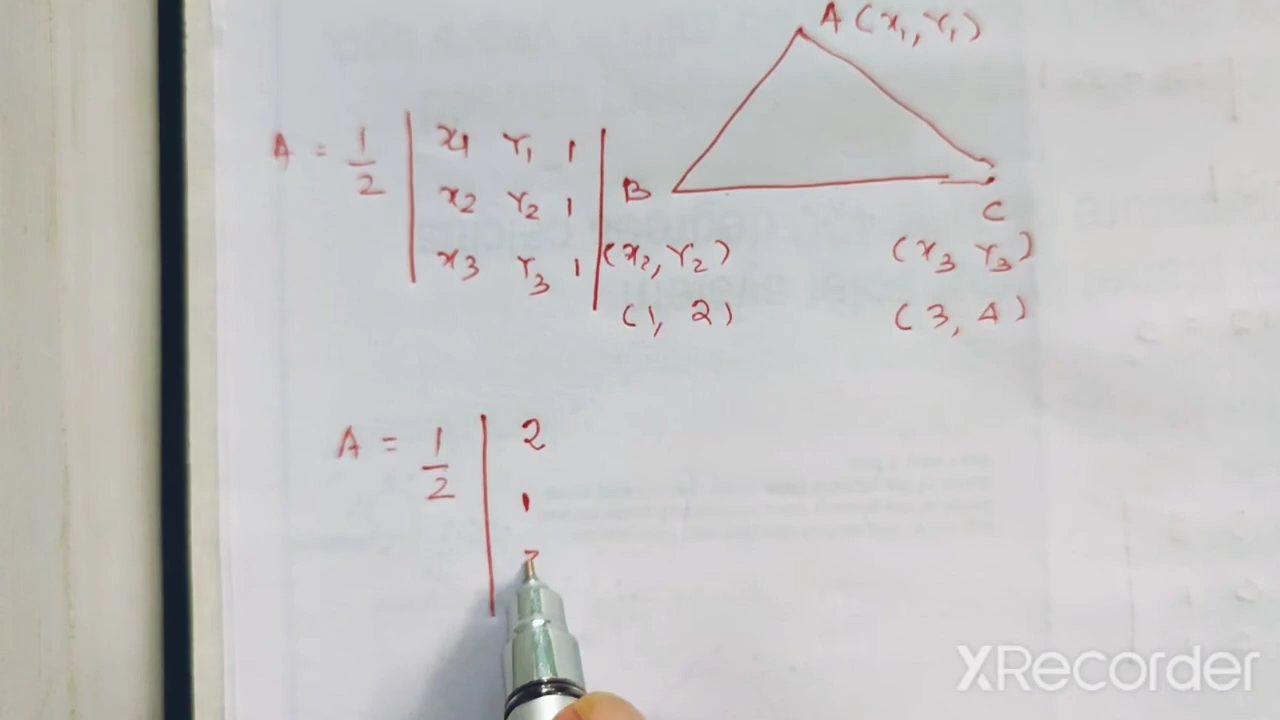 A (x₁, Y₁)
A = 1/2 | x₁ Y₁ 1 |
| x₂ Y₂ 1 |
| x₃ Y₃ 1 |
B
C
(x₂, Y₂)
(x₃ Y₃)
(1, 2)
(3, 4)
A = 1/2 | 2
1
XRecorder